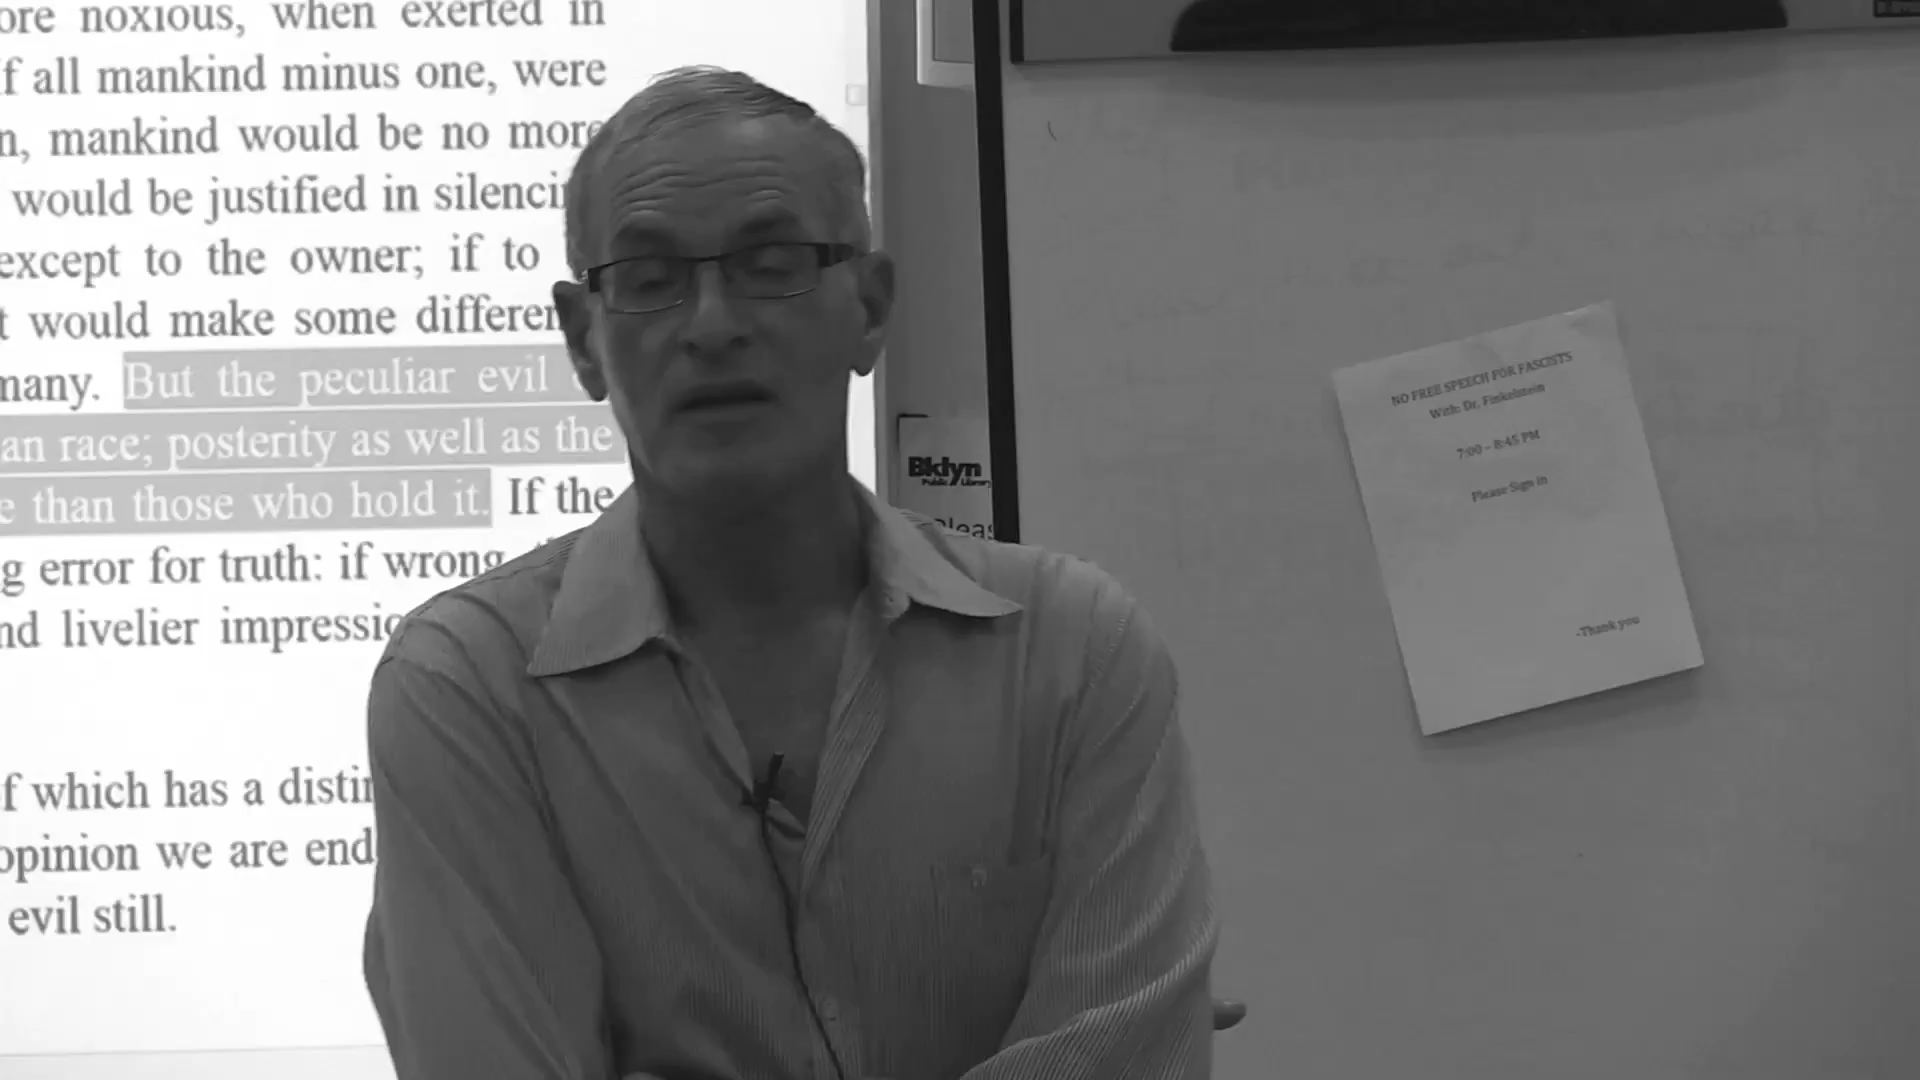 ore noxious, when exerted in
f all mankind minus one, were
n, mankind would be no more
would be justified in silenci
except to the owner; if to
t would make some differen
many. But the peculiar evil
an race; posterity as well as the
e than those who hold it. If the
g error for truth: if wrong,
nd livelier impressio
f which has a distin
opinion we are end
evil still.
Bklyn
Public Library
Pleas
NO FREE SPEECH FOR FASCISTS
With: Dr. Finkelstein
7:00 – 8:45 PM
Please Sign in
-Thank you